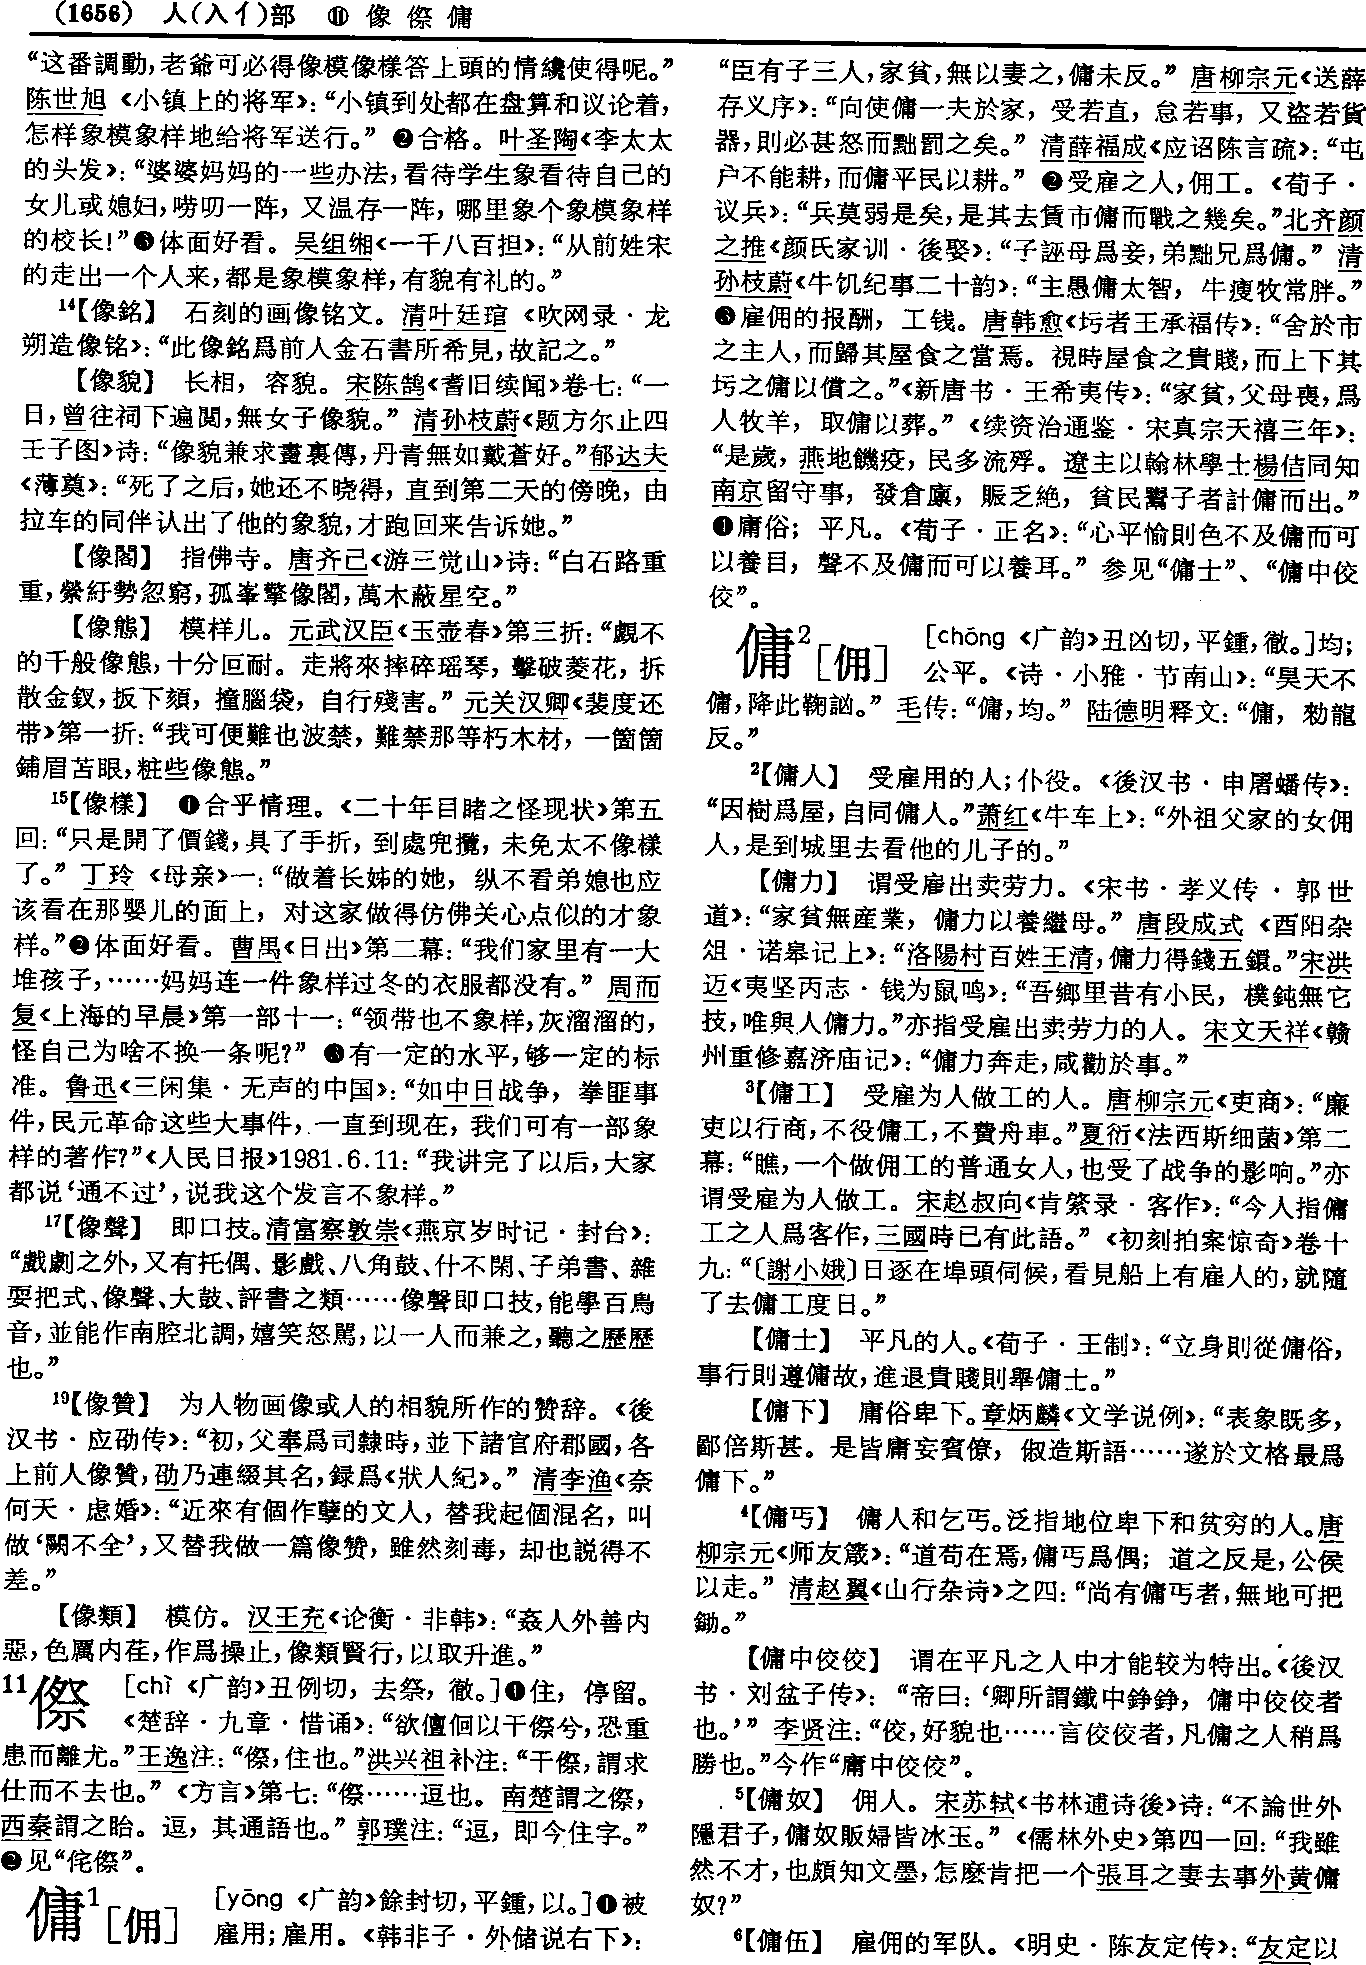 (1656) 人(入亻)部 ⑪ 像傺傭
“这番調動,老爺可必得像模像樣答上頭的情纔使得呢。”
陈世旭《小镇上的将军》:“小镇到处都在盘算和议论着,
怎样象模象样地给将军送行。” ❷合格。叶圣陶《李太太
的头发》:“婆婆妈妈的一些办法,看待学生象看待自己的
女儿或媳妇,唠叨一阵,又温存一阵,哪里象个象模象样
的校长!”❸体面好看。吴组缃《一千八百担》:“从前姓宋
的走出一个人来,都是象模象样,有貌有礼的。”
14【像銘】 石刻的画像铭文。清叶廷琯《吹网录·龙
朔造像铭》:“此像銘爲前人金石書所希見,故記之。”
【像貌】 长相,容貌。宋陈鹄《耆旧续闻》卷七:“一
日,曾往祠下遍閲,無女子像貌。” 清孙枝蔚《题方尔止四
壬子图》诗:“像貌兼求畫裏傳,丹青無如戴蒼好。”郁达夫
《薄奠》:“死了之后,她还不晓得,直到第二天的傍晚,由
拉车的同伴认出了他的象貌,才跑回来告诉她。”
【像閣】 指佛寺。唐齐己《游三觉山》诗:“白石路重
重,縈紆勢忽窮,孤峯擎像閣,萬木蔽星空。”
【像態】 模样儿。元武汉臣《玉壶春》第三折:“覷不
的千般像態,十分叵耐。走將來摔碎瑶琴,擊破菱花,拆
散金釵,扳下頦,撞腦袋,自行殘害。” 元关汉卿《裴度还
带》第一折:“我可便難也波禁,難禁那等朽木材,一箇箇
鋪眉苫眼,粧些像態。”
15【像樣】 ❶合乎情理。《二十年目睹之怪现状》第五
回:“只是開了價錢,具了手折,到處兜攬,未免太不像樣
了。” 丁玲《母亲》一:“做着长姊的她,纵不看弟媳也应
该看在那婴儿的面上,对这家做得仿佛关心点似的才象
样。”❷体面好看。曹禺《日出》第二幕:“我们家里有一大
堆孩子,……妈妈连一件象样过冬的衣服都没有。” 周而
复《上海的早晨》第一部十一:“领带也不象样,灰溜溜的,
怪自己为啥不换一条呢?” ❸有一定的水平,够一定的标
准。鲁迅《三闲集·无声的中国》:“如中日战争,拳匪事
件,民元革命这些大事件,一直到现在,我们可有一部象
样的著作?”《人民日报》1981.6.11:“我讲完了以后,大家
都说‘通不过’,说我这个发言不象样。”
17【像聲】 即口技。清富察敦崇《燕京岁时记·封台》:
“戲劇之外,又有托偶、影戲、八角鼓、什不閑、子弟書、雜
耍把式、像聲、大鼓、評書之類……像聲即口技,能學百鳥
音,並能作南腔北調,嬉笑怒駡,以一人而兼之,聽之歷歷
也。”
19【像贊】 为人物画像或人的相貌所作的赞辞。《後
汉书·应劭传》:“初,父奉爲司隸時,並下諸官府郡國,各
上前人像贊,劭乃連綴其名,録爲《狀人紀》。” 清李渔《奈
何天·虑婚》:“近來有個作孽的文人,替我起個混名,叫
做‘闕不全’,又替我做一篇像赞,雖然刻毒,却也説得不
差。”
【像類】 模仿。汉王充《论衡·非韩》:“姦人外善内
惡,色厲内荏,作爲操止,像類賢行,以取升進。”
11傺 [chì《广韵》丑例切,去祭,徹。]❶住,停留。
《楚辞·九章·惜诵》:“欲儃佪以干傺兮,恐重
患而離尤。”王逸注:“傺,住也。”洪兴祖补注:“干傺,謂求
仕而不去也。” 《方言》第七:“傺……逗也。南楚謂之傺,
西秦謂之眙。逗,其通語也。” 郭璞注:“逗,即今住字。”
❷见“侘傺”。
傭1[佣] [yōng《广韵》餘封切,平鍾,以。]❶被
雇用;雇用。《韩非子·外储说右下》:
“臣有子三人,家貧,無以妻之,傭未反。” 唐柳宗元《送薛
存义序》:“向使傭一夫於家,受若直,怠若事,又盜若貨
器,則必甚怒而黜罰之矣。” 清薛福成《应诏陈言疏》:“屯
户不能耕,而傭平民以耕。” ❷受雇之人,佣工。《荀子·
议兵》:“兵莫弱是矣,是其去賃市傭而戰之幾矣。”北齐颜
之推《颜氏家训·後娶》:“子誣母爲妾,弟黜兄爲傭。” 清
孙枝蔚《牛饥纪事二十韵》:“主愚傭太智,牛瘦牧常胖。”
❸雇佣的报酬,工钱。唐韩愈《圬者王承福传》:“舍於市
之主人,而歸其屋食之當焉。視時屋食之貴賤,而上下其
圬之傭以償之。”《新唐书·王希夷传》:“家貧,父母喪,爲
人牧羊,取傭以葬。” 《续资治通鉴·宋真宗天禧三年》:
“是歲,燕地饑疫,民多流殍。遼主以翰林學士楊佶同知
南京留守事,發倉廪,賑乏絶,貧民鬻子者計傭而出。”
❹庸俗;平凡。《荀子·正名》:“心平愉則色不及傭而可
以養目,聲不及傭而可以養耳。” 参见“傭士”、“傭中佼
佼”。
傭2[佣] [chōng《广韵》丑凶切,平鍾,徹。]均;
公平。《诗·小雅·节南山》:“昊天不
傭,降此鞠訩。” 毛传:“傭,均。” 陆德明释文:“傭,勑龍
反。”
2【傭人】 受雇用的人;仆役。《後汉书·申屠蟠传》:
“因樹爲屋,自同傭人。”萧红《牛车上》:“外祖父家的女佣
人,是到城里去看他的儿子的。”
【傭力】 谓受雇出卖劳力。《宋书·孝义传·郭世
道》:“家貧無産業,傭力以養繼母。” 唐段成式《酉阳杂
俎·诺皋记上》:“洛陽村百姓王清,傭力得錢五鐶。”宋洪
迈《夷坚丙志·钱为鼠鸣》:“吾鄉里昔有小民,樸鈍無它
技,唯與人傭力。”亦指受雇出卖劳力的人。宋文天祥《赣
州重修嘉济庙记》:“傭力奔走,咸勸於事。”
3【傭工】 受雇为人做工的人。唐柳宗元《吏商》:“廉
吏以行商,不役傭工,不費舟車。”夏衍《法西斯细菌》第二
幕:“瞧,一个做佣工的普通女人,也受了战争的影响。”亦
谓受雇为人做工。宋赵叔向《肯綮录·客作》:“今人指傭
工之人爲客作,三國時已有此語。” 《初刻拍案惊奇》卷十
九:“〔謝小娥〕日逐在埠頭伺候,看見船上有雇人的,就隨
了去傭工度日。”
【傭士】 平凡的人。《荀子·王制》:“立身則從傭俗,
事行則遵傭故,進退貴賤則舉傭士。”
【傭下】 庸俗卑下。章炳麟《文学说例》:“表象既多,
鄙倍斯甚。是皆庸妄賓僚,俶造斯語……遂於文格最爲
傭下。”
4【傭丐】 傭人和乞丐。泛指地位卑下和贫穷的人。唐
柳宗元《师友箴》:“道苟在焉,傭丐爲偶;道之反是,公侯
以走。” 清赵翼《山行杂诗》之四:“尚有傭丐者,無地可把
鋤。”
【傭中佼佼】 谓在平凡之人中才能较为特出。《後汉
书·刘盆子传》:“帝曰:‘卿所謂鐵中錚錚,傭中佼佼者
也。’” 李贤注:“佼,好貌也……言佼佼者,凡傭之人稍爲
勝也。”今作“庸中佼佼”。
5【傭奴】 佣人。宋苏轼《书林逋诗後》诗:“不論世外
隱君子,傭奴販婦皆冰玉。” 《儒林外史》第四一回:“我雖
然不才,也頗知文墨,怎麽肯把一个張耳之妻去事外黄傭
奴?”
6【傭伍】 雇佣的军队。《明史·陈友定传》:“友定以